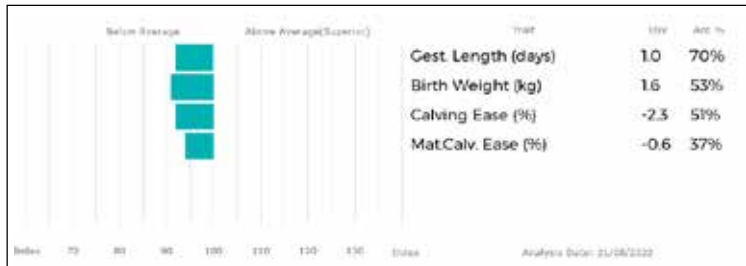 Below Average Above Average(Superior) Trait EBV Acc %
Gest. Length (days) 1.0 70%
Birth Weight (kg) 1.6 53%
Calving Ease (%) -2.3 51%
Mat.Calv. Ease (%) -0.6 37%
Index 70 80 90 100 110 120 130 Index Analysis Date: 21/08/2022